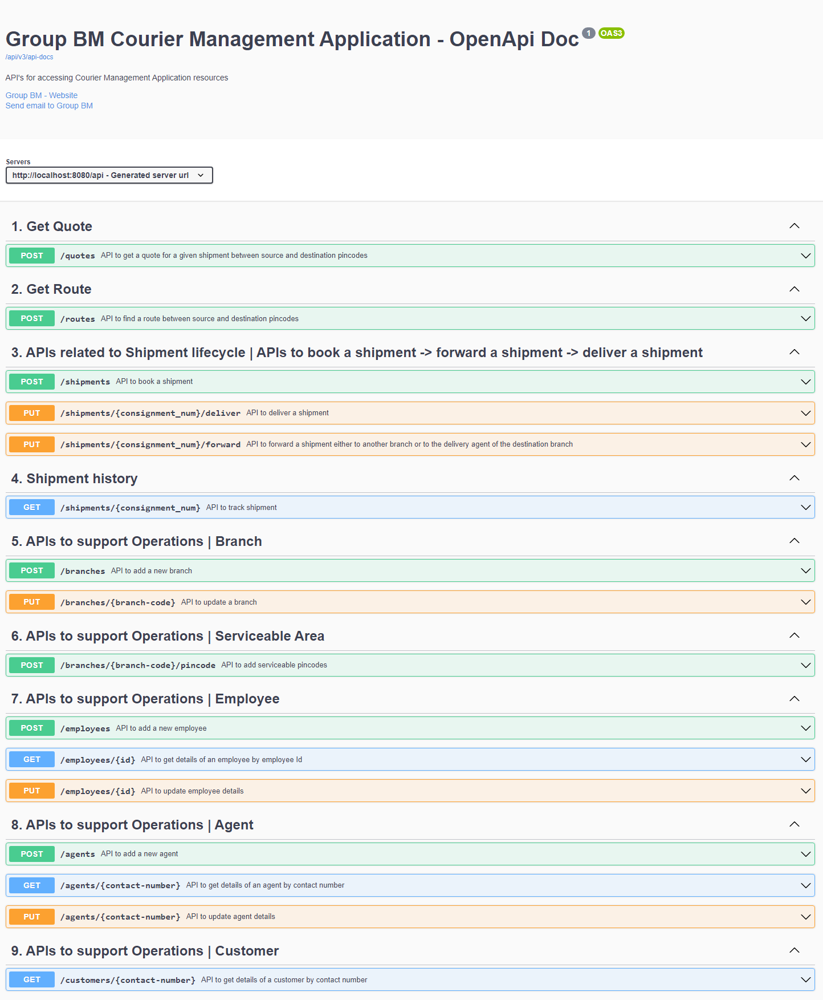 Group BM Courier Management Application - OpenApi Doc 1 OAS3
/api/v3/api-docs
API's for accessing Courier Management Application resources
Group BM - Website
Send email to Group BM
Servers
http://localhost:8080/api - Generated server url
1. Get Quote
POST /quotes API to get a quote for a given shipment between source and destination pincodes
2. Get Route
POST /routes API to find a route between source and destination pincodes
3. APIs related to Shipment lifecycle | APIs to book a shipment -> forward a shipment -> deliver a shipment
POST /shipments API to book a shipment
PUT /shipments/{consignment_num}/deliver API to deliver a shipment
PUT /shipments/{consignment_num}/forward API to forward a shipment either to another branch or to the delivery agent of the destination branch
4. Shipment history
GET /shipments/{consignment_num} API to track shipment
5. APIs to support Operations | Branch
POST /branches API to add a new branch
PUT /branches/{branch-code} API to update a branch
6. APIs to support Operations | Serviceable Area
POST /branches/{branch-code}/pincode API to add serviceable pincodes
7. APIs to support Operations | Employee
POST /employees API to add a new employee
GET /employees/{id} API to get details of an employee by employee Id
PUT /employees/{id} API to update employee details
8. APIs to support Operations | Agent
POST /agents API to add a new agent
GET /agents/{contact-number} API to get details of an agent by contact number
PUT /agents/{contact-number} API to update agent details
9. APIs to support Operations | Customer
GET /customers/{contact-number} API to get details of a customer by contact number